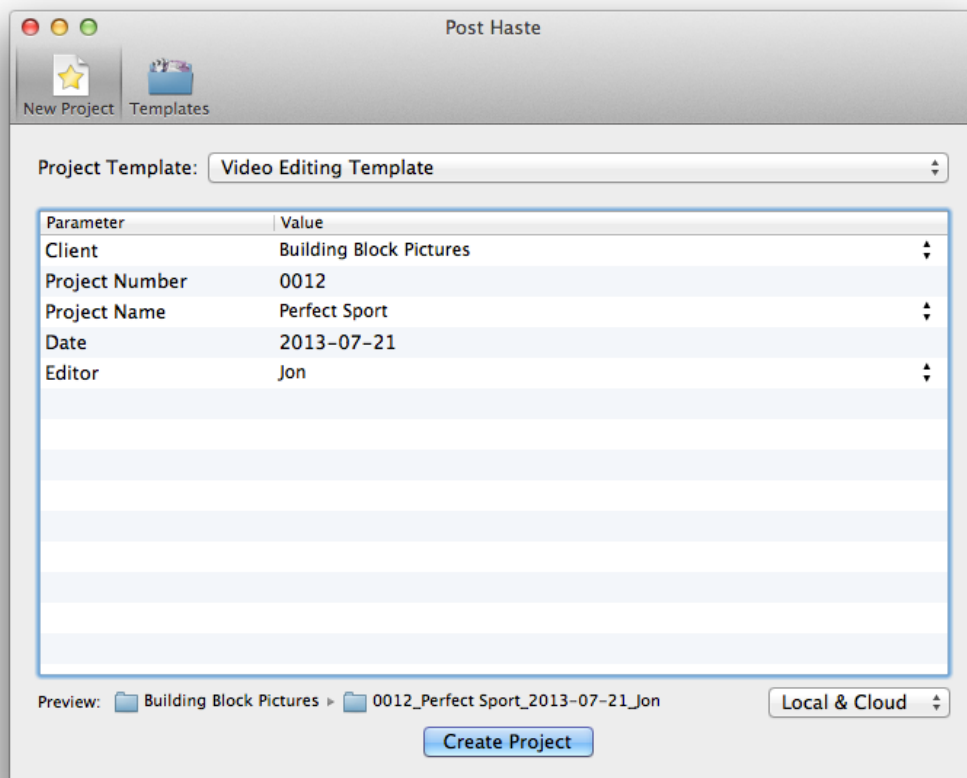 Post Haste
New Project Templates
Project Template: Video Editing Template
Parameter Value
Client Building Block Pictures
Project Number 0012
Project Name Perfect Sport
Date 2013-07-21
Editor Jon
Preview: Building Block Pictures ▸ 0012_Perfect Sport_2013-07-21_Jon Local & Cloud
Create Project